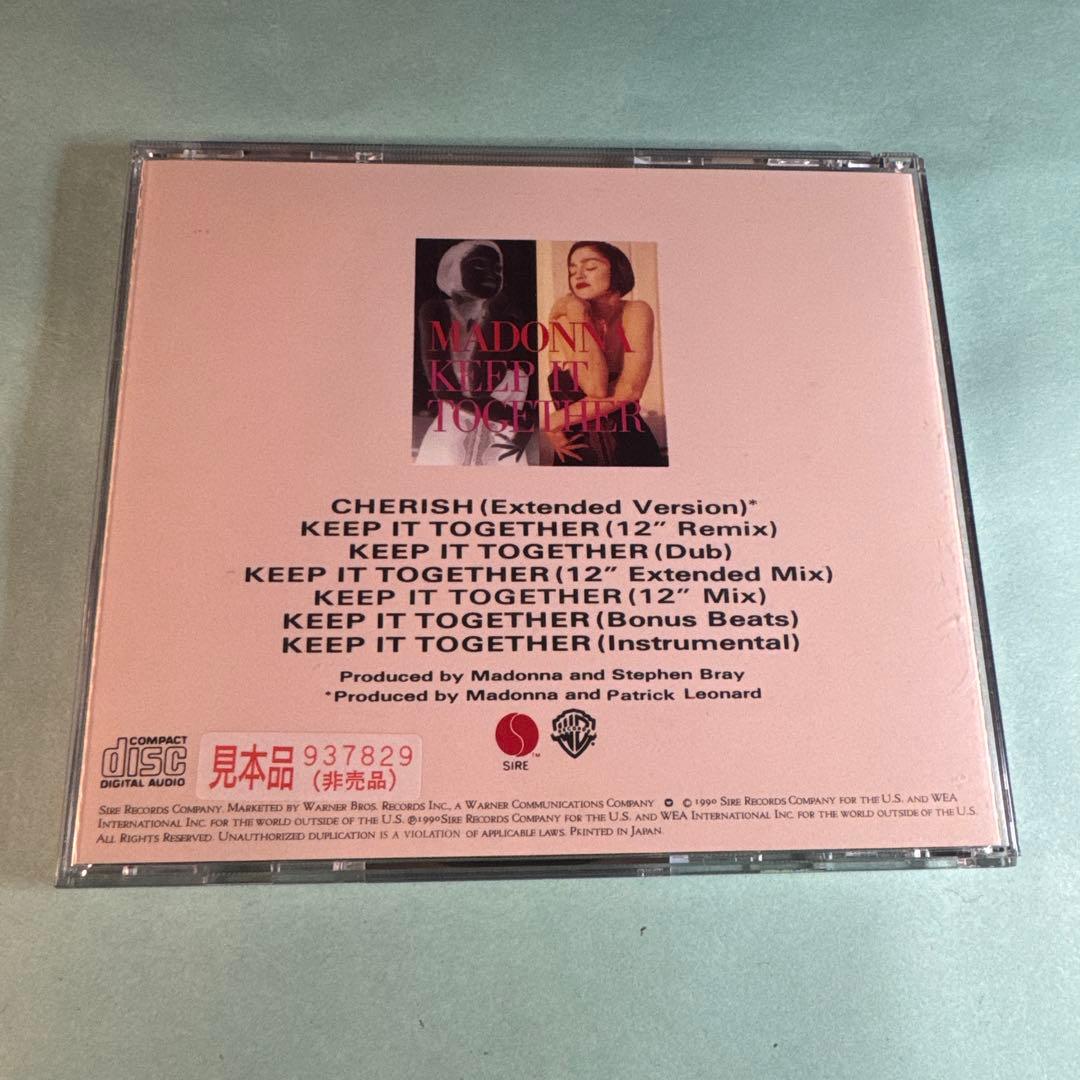 MADONNA
KEEP IT
TOGETHER
CHERISH (Extended Version)*
KEEP IT TOGETHER (12" Remix)
KEEP IT TOGETHER (Dub)
KEEP IT TOGETHER (12" Extended Mix)
KEEP IT TOGETHER (12" Mix)
KEEP IT TOGETHER (Bonus Beats)
KEEP IT TOGETHER (Instrumental)
Produced by Madonna and Stephen Bray
*Produced by Madonna and Patrick Leonard
SIRE
TM
COMPACT
disc
DIGITAL AUDIO
見本品 937829
(非売品)
SIRE RECORDS COMPANY. MARKETED BY WARNER BROS. RECORDS INC., A WARNER COMMUNICATIONS COMPANY © 1990 SIRE RECORDS COMPANY FOR THE U.S. AND WEA
INTERNATIONAL INC. FOR THE WORLD OUTSIDE OF THE U.S. ℗1990SIRE RECORDS COMPANY FOR THE U.S. AND WEA INTERNATIONAL INC. FOR THE WORLD OUTSIDE OF THE U.S.
ALL RIGHTS RESERVED. UNAUTHORIZED DUPLICATION IS A VIOLATION OF APPLICABLE LAWS. PRINTED IN JAPAN.